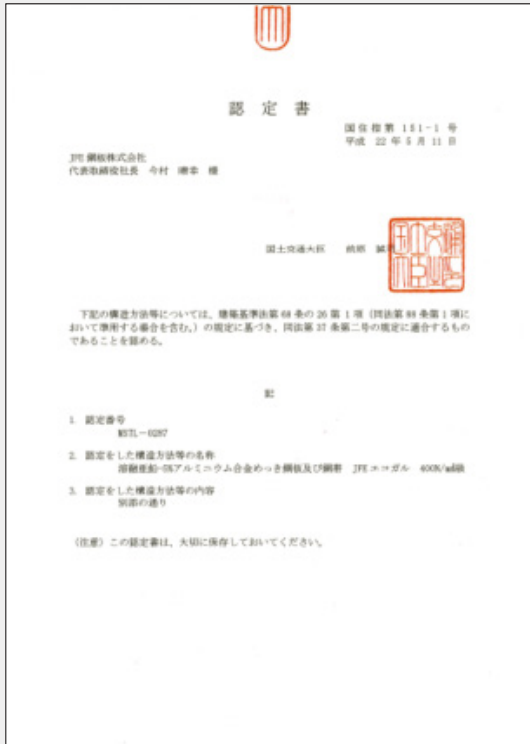 認定書
国住指第 151-1 号
平成 22 年 5 月 11 日
JFE 鋼板株式会社
代表取締役社長 今村 晴幸 様
国土交通大臣 前原 誠司
下記の構造方法等については、建築基準法第 68 条の 26 第 1 項（同法第 88 条第 1 項に
おいて準用する場合を含む。）の規定に基づき、同法第 37 条第二号の規定に適合するもの
であることを認める。
記
1. 認定番号
MSTL-0287
2. 認定をした構造方法等の名称
溶融亜鉛-5%アルミニウム合金めっき鋼板及び鋼帯 JFE エコガル 400N/㎟級
3. 認定をした構造方法等の内容
別添の通り
（注意）この認定書は、大切に保存しておいてください。